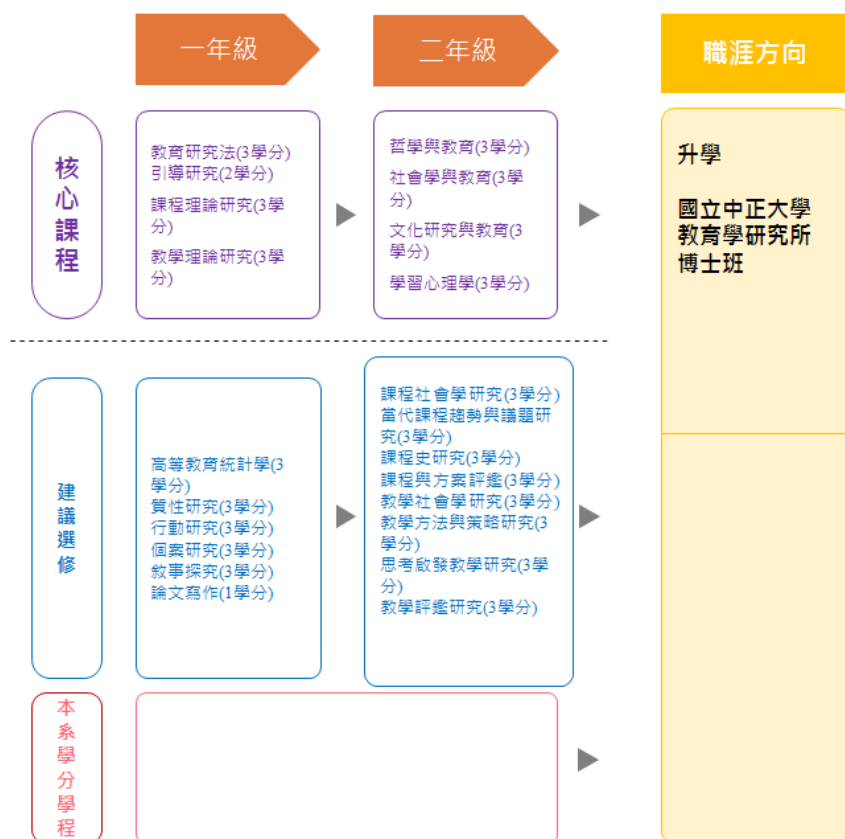 一年級
二年級
職涯方向
核心課程
教育研究法(3學分)
引導研究(2學分)
課程理論研究(3學
分)
教學理論研究(3學
分)
哲學與教育(3學分)
社會學與教育(3學
分)
文化研究與教育(3
學分)
學習心理學(3學分)
升學
國立中正大學
教育學研究所
博士班
建議選修
高等教育統計學(3
學分)
質性研究(3學分)
行動研究(3學分)
個案研究(3學分)
敘事探究(3學分)
論文寫作(1學分)
課程社會學研究(3學分)
當代課程趨勢與議題研
究(3學分)
課程史研究(3學分)
課程與方案評鑑(3學分)
教學社會學研究(3學分)
教學方法與策略研究(3
學分)
思考啟發教學研究(3學
分)
教學評鑑研究(3學分)
本系學分學程